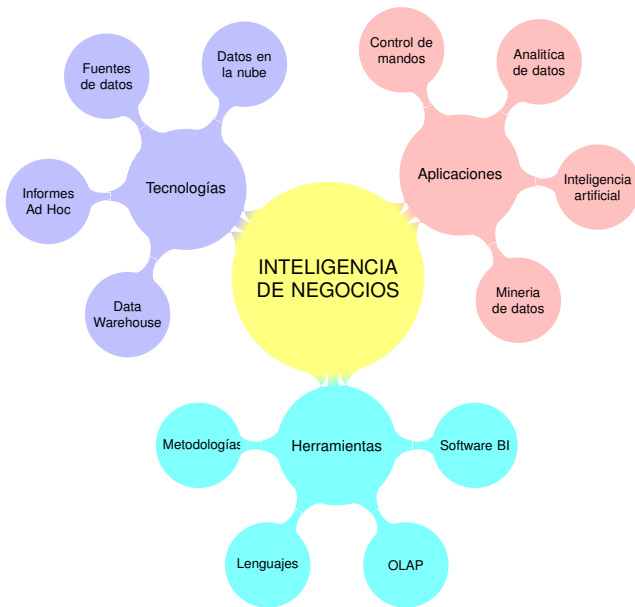 INTELIGENCIA
DE NEGOCIOS
Tecnologías
Datos en
la nube
Fuentes
de datos
Informes
Ad Hoc
Data
Warehouse
Aplicaciones
Control de
mandos
Analitíca
de datos
Inteligencia
artificial
Mineria
de datos
Herramientas
Metodologías
Lenguajes
OLAP
Software BI